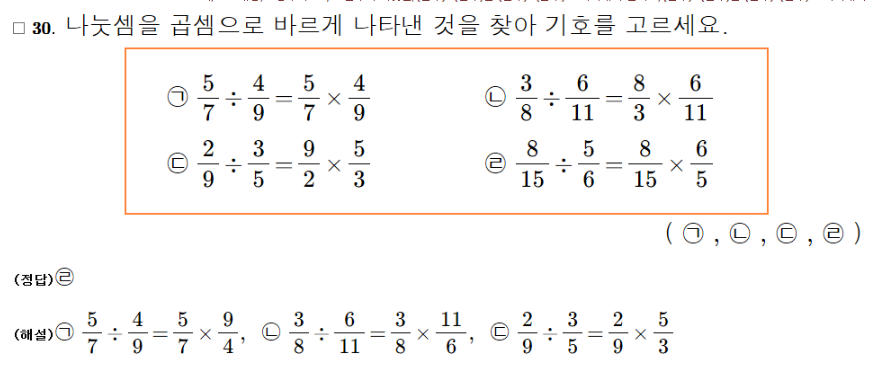 □ 30. 나눗셈을 곱셈으로 바르게 나타낸 것을 찾아 기호를 고르세요.
㉠ 5/7 ÷ 4/9 = 5/7 × 4/9 ㉡ 3/8 ÷ 6/11 = 8/3 × 6/11
㉢ 2/9 ÷ 3/5 = 9/2 × 5/3 ㉣ 8/15 ÷ 5/6 = 8/15 × 6/5
( ㉠ , ㉡ , ㉢ , ㉣ )
(정답)㉣
(해설)㉠ 5/7 ÷ 4/9 = 5/7 × 9/4, ㉡ 3/8 ÷ 6/11 = 3/8 × 11/6, ㉢ 2/9 ÷ 3/5 = 2/9 × 5/3